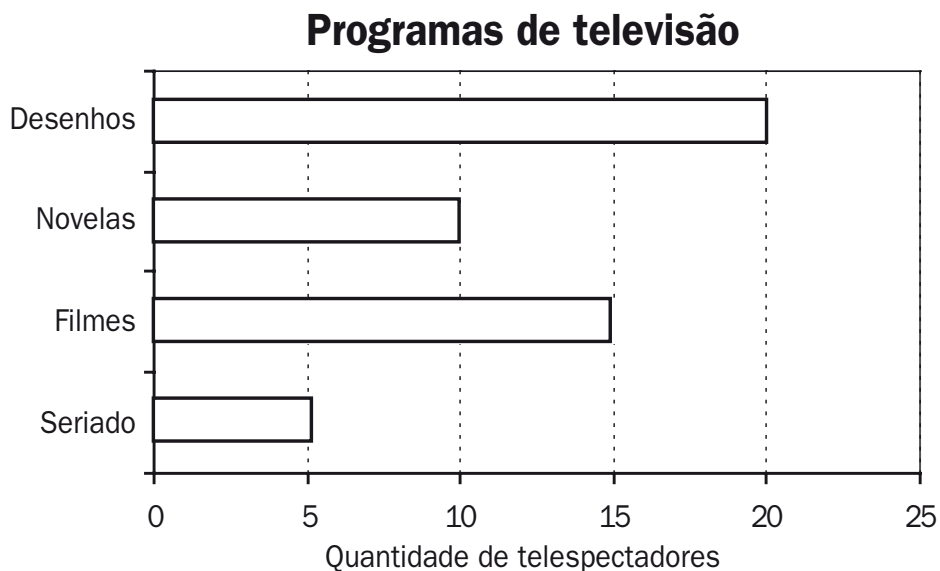 Programas de televisão
Desenhos
Novelas
Filmes
Seriado
0 5 10 15 20 25
Quantidade de telespectadores